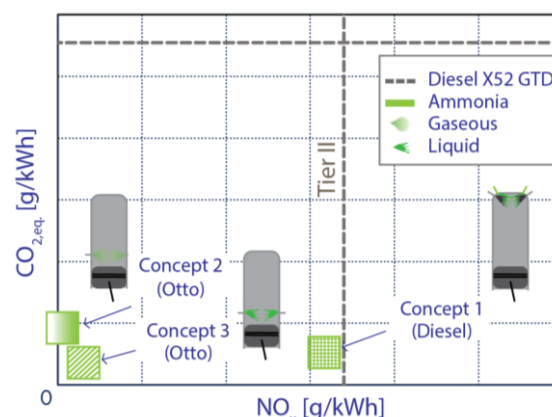 Diesel X52 GTD
Ammonia
Gaseous
Liquid
Tier II
CO2,eq. [g/kWh]
Concept 2
(Otto)
Concept 1
(Diesel)
Concept 3
(Otto)
0
[g/kWh]